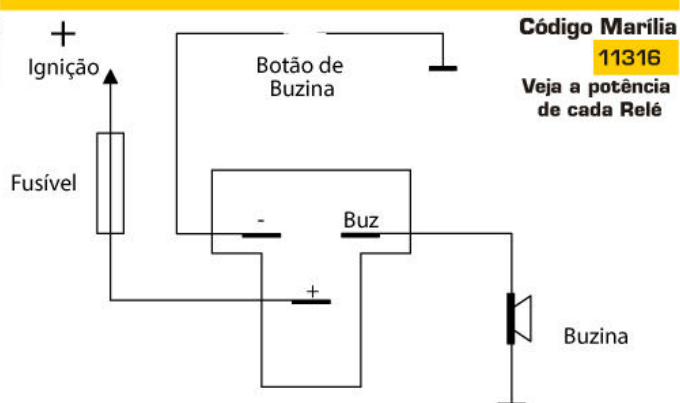 Código Marília
11316
Veja a potência
de cada Relé
+
Ignição
Botão de
Buzina
Fusível
-
Buz
+
Buzina